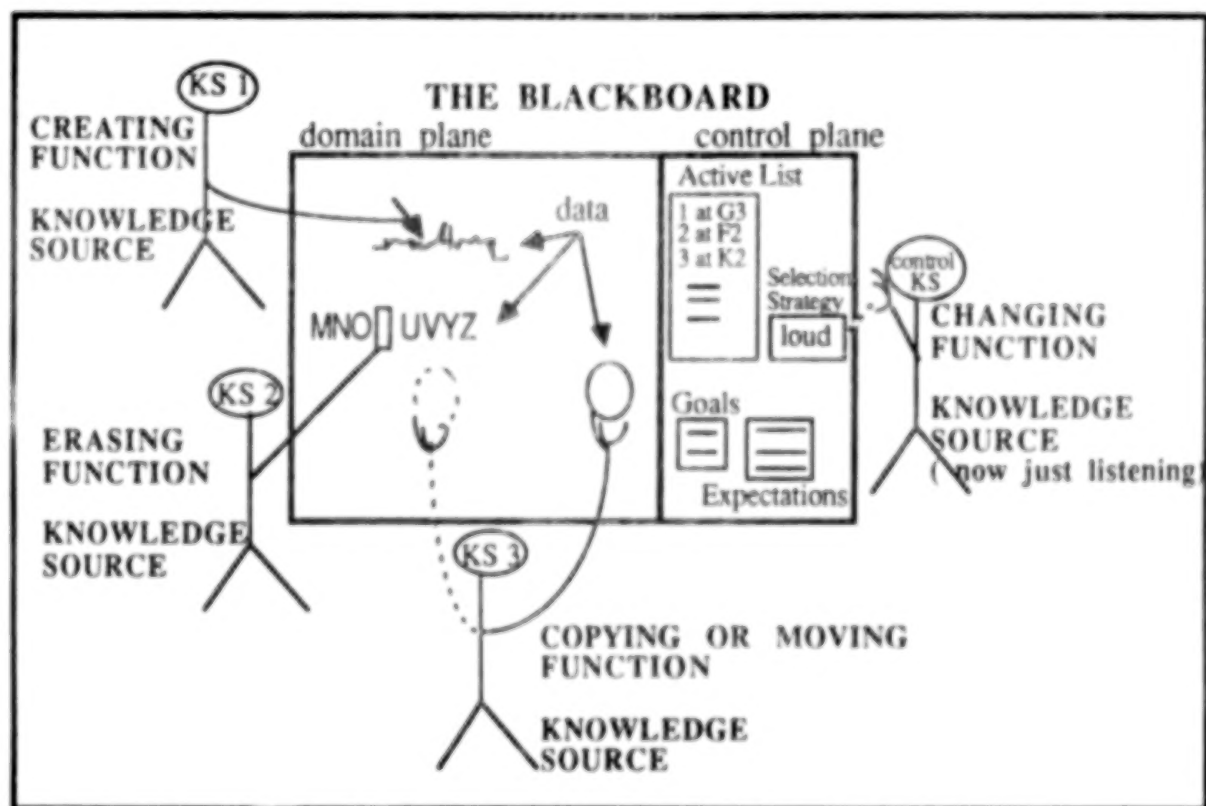 THE BLACKBOARD
domain plane
control plane
KS 1
CREATING
FUNCTION
KNOWLEDGE
SOURCE
data
MNO UVYZ
KS 2
ERASING
FUNCTION
KNOWLEDGE
SOURCE
KS 3
COPYING OR MOVING
FUNCTION
KNOWLEDGE
SOURCE
Active List
1 at G3
2 at F2
3 at K2
Selection
Strategy
loud
Goals
Expectations
control
KS
CHANGING
FUNCTION
KNOWLEDGE
SOURCE
( now just listening)